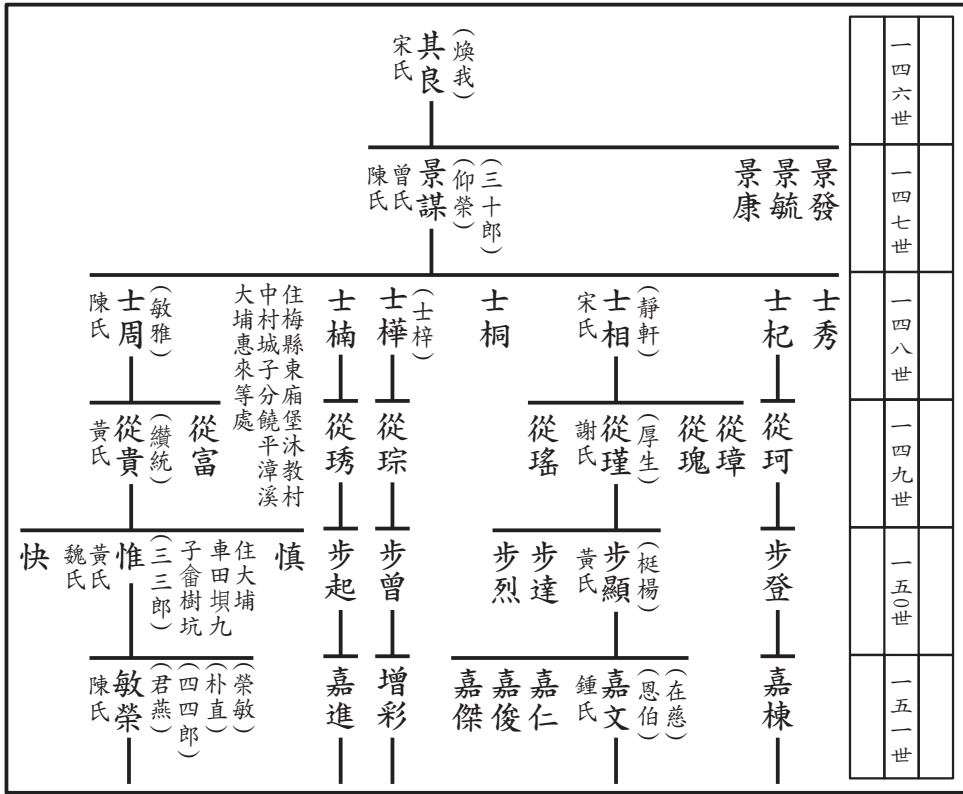 一四六世
(煥我)
其良
宋氏
一四七世
景發
景毓
景康
(三十郎)
(仰榮)
景謀
曾氏
陳氏
一四八世
士秀
士杞
(靜軒)
士相
宋氏
士桐
(士梓)
士樺
士楠
住梅縣東廂堡沐教村
中村城子分饒平漳溪
大埔惠來等處
(敏雅)
士周
陳氏
一四九世
從珂
從璋
從瑰
(厚生)
從瑾
謝氏
從瑤
從琮
從琇
從富
(纘統)
從貴
黃氏
一五〇世
步登
(梃楊)
步顯
黃氏
步達
步烈
步曾
步起
慎
住大埔
車田埧九
子畬樹坑
(三三郎)
惟
黃氏
魏氏
快
一五一世
嘉棟
(在慈)
(恩伯)
嘉文
鍾氏
嘉仁
嘉俊
嘉傑
增彩
嘉進
(榮敏)
(朴直)
(四四郎)
(君燕)
敏榮
陳氏